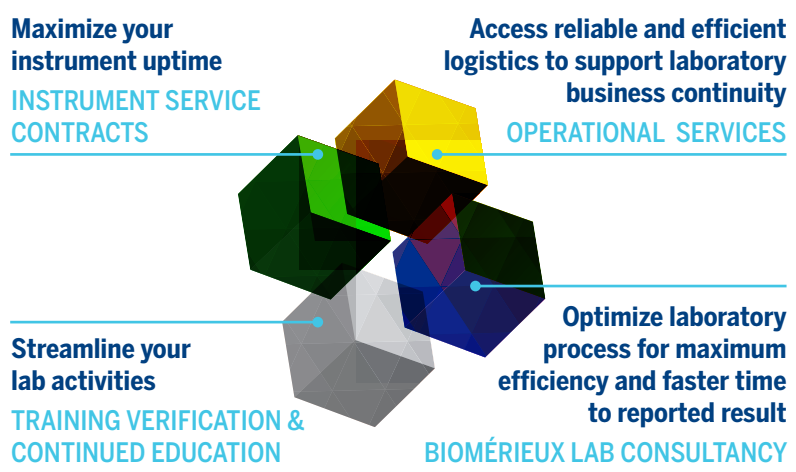 Maximize your
instrument uptime
INSTRUMENT SERVICE
CONTRACTS
Access reliable and efficient
logistics to support laboratory
business continuity
OPERATIONAL SERVICES
Streamline your
lab activities
TRAINING VERIFICATION &
CONTINUED EDUCATION
Optimize laboratory
process for maximum
efficiency and faster time
to reported result
BIOMÉRIEUX LAB CONSULTANCY